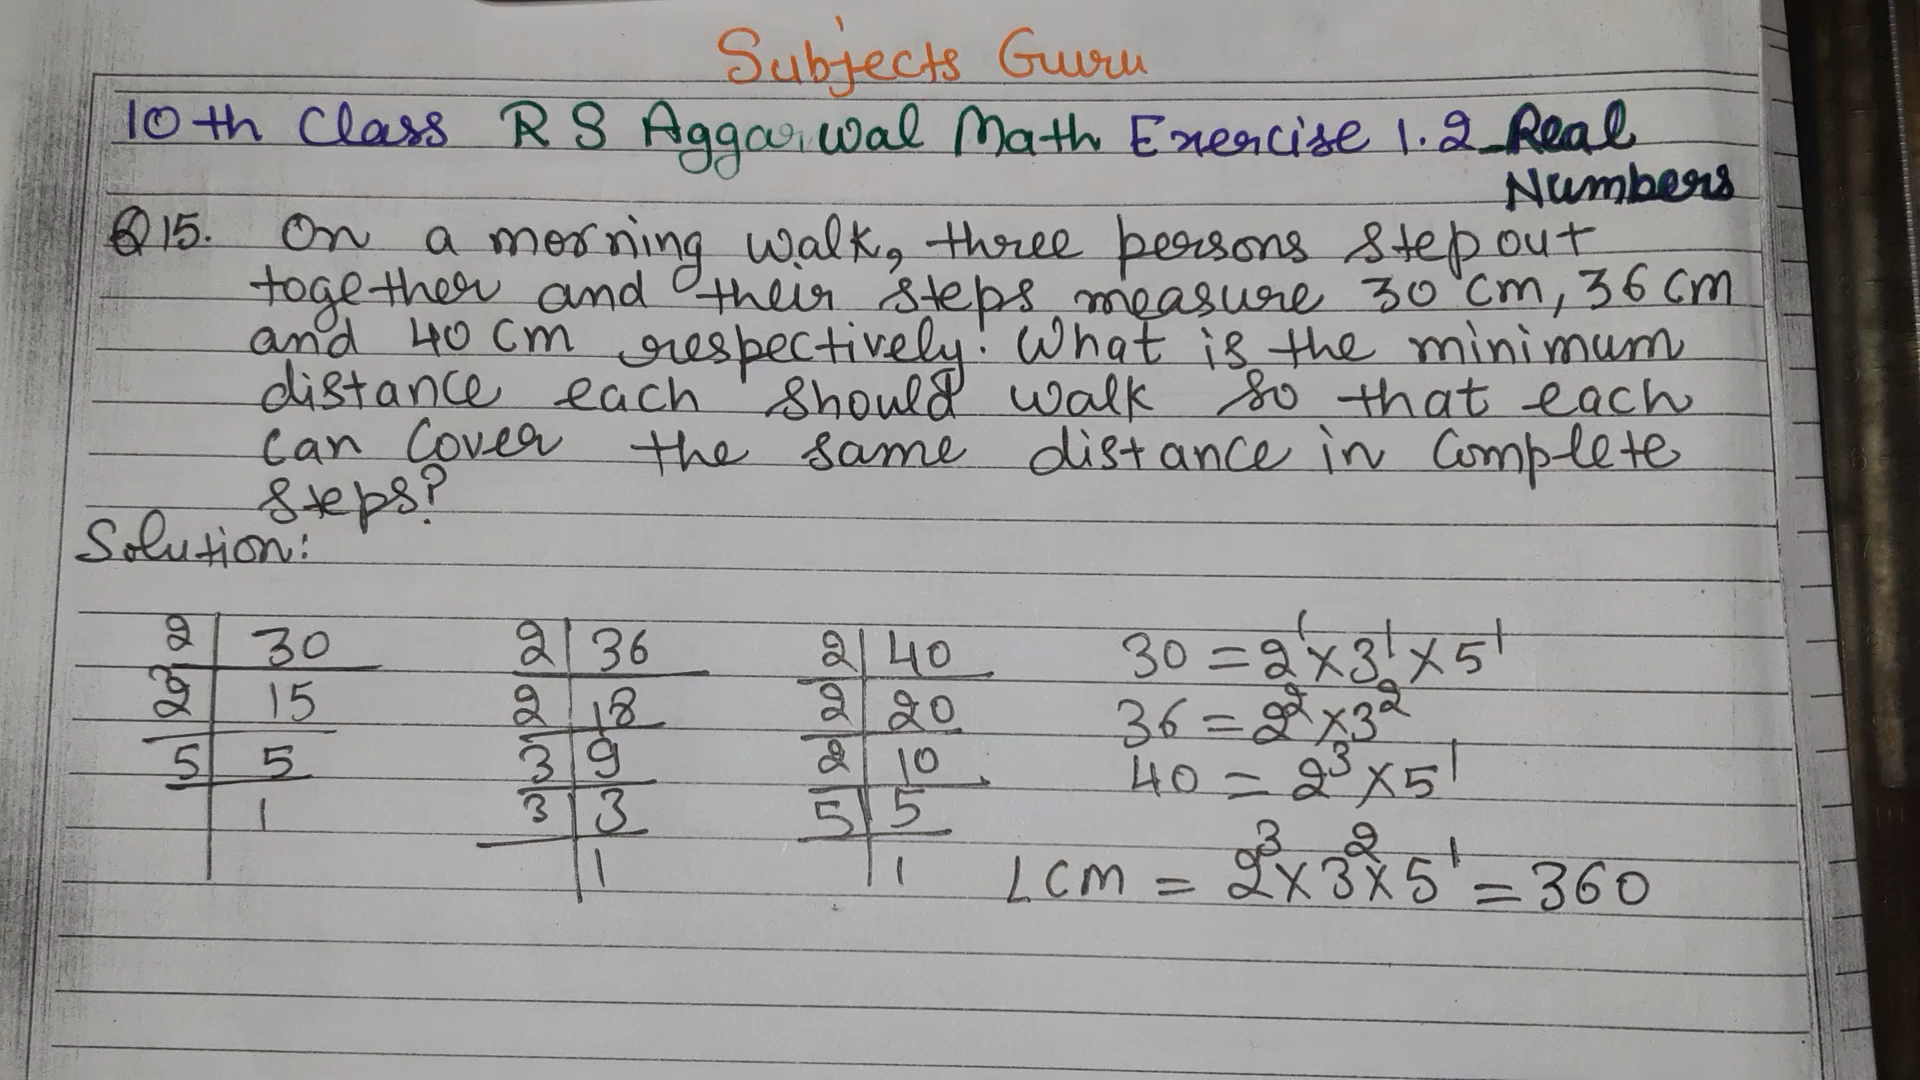 Subjects Guru
10th Class R S Aggarwal Math Exercise 1.2 Real
Numbers
Q15. On a morning walk, three persons step out
together and their steps measure 30 cm, 36 cm
and 40 cm respectively. What is the minimum
distance each should walk so that each
can cover the same distance in complete
steps?
Solution:
2 | 30
3 | 15
5 | 5
| 1
2 | 36
2 | 18
3 | 9
3 | 3
| 1
2 | 40
2 | 20
2 | 10
5 | 5
| 1
30 = 2¹ × 3¹ × 5¹
36 = 2² × 3²
40 = 2³ × 5¹
LCM = 2³ × 3² × 5¹ = 360